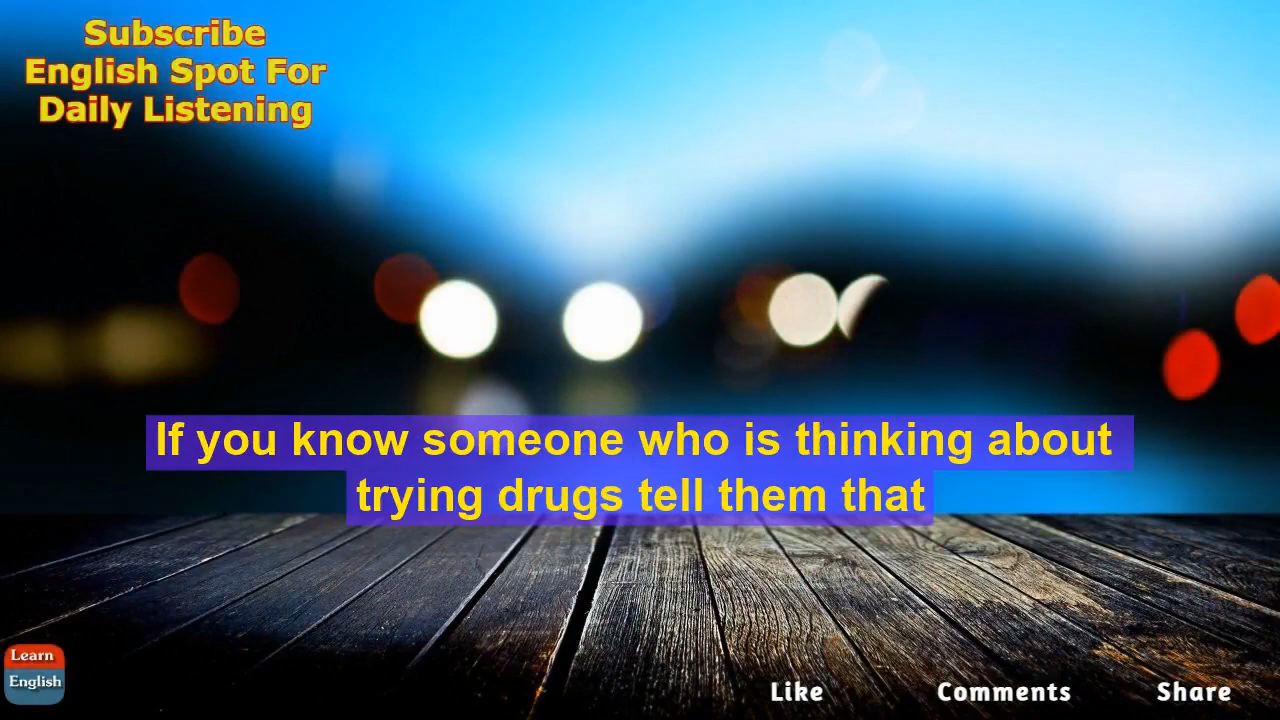 Subscribe
English Spot For
Daily Listening
If you know someone who is thinking about
trying drugs tell them that
Learn
English
Like
Comments
Share